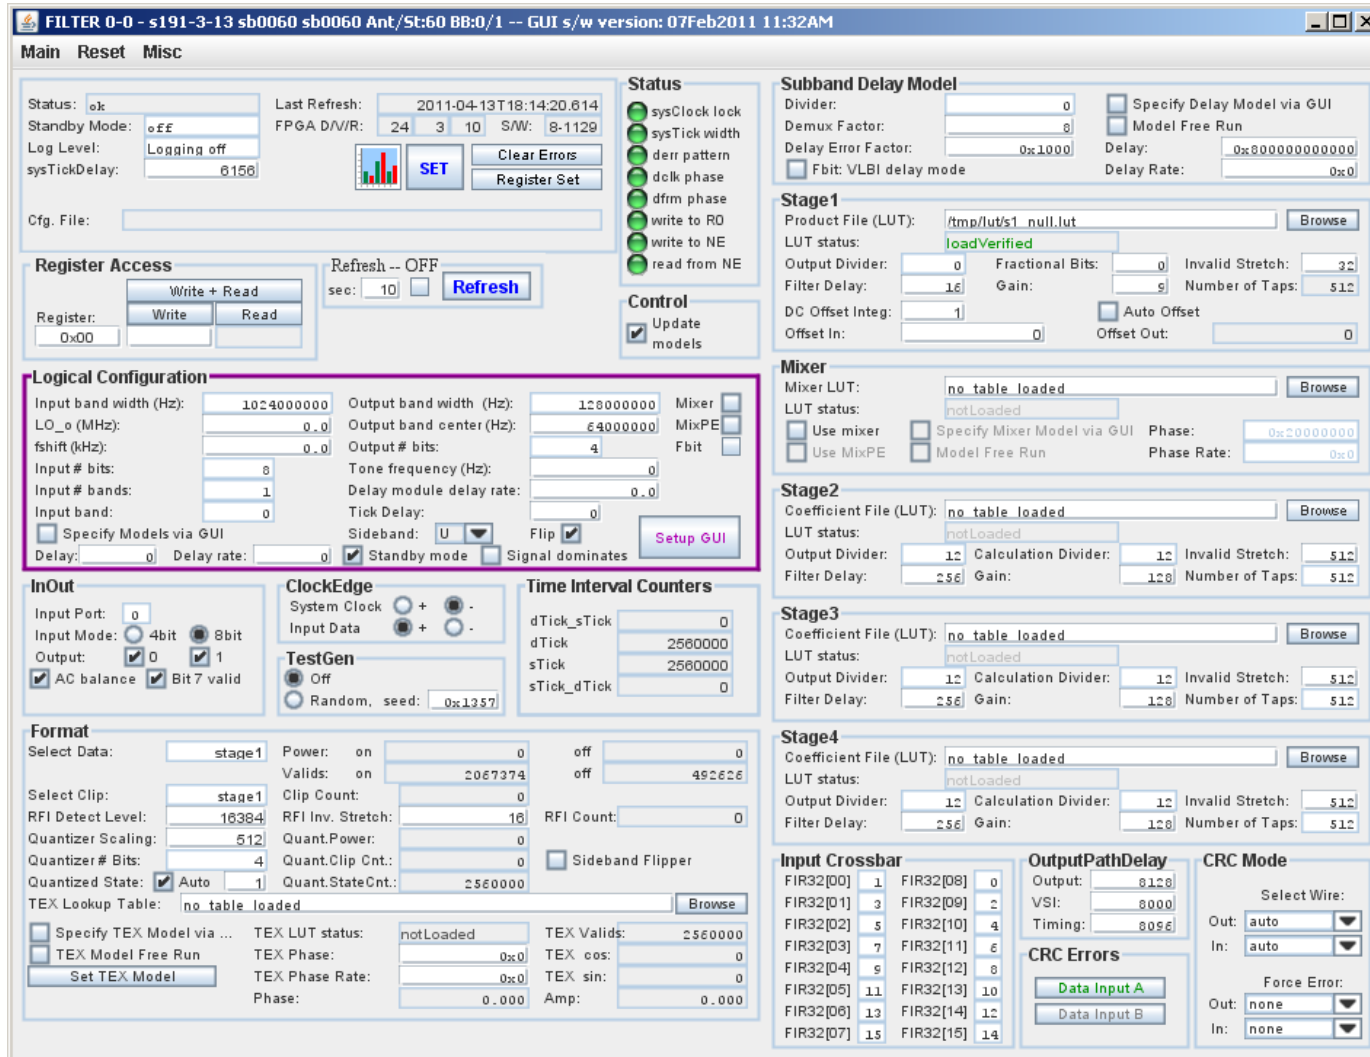 FILTER 0-0 - s191-3-13 sb0060 sb0060 Ant/St:60 BB:0/1 -- GUI s/w version: 07Feb2011 11:32AM
Main Reset Misc
Status: ok Last Refresh: 2011-04-13T18:14:20.614
Standby Mode: off FPGA D/V/R: 24 3 10 S/W: 8-1129
Log Level: Logging off
sysTickDelay: 6156
SET
Clear Errors
Register Set
Cfg. File:
Register Access
Write + Read
Register: Write Read
0x00
Refresh -- OFF
sec: 10 Refresh
Status
sysClock lock
sysTick width
derr pattern
dclk phase
dfrm phase
write to R0
write to NE
read from NE
Control
Update
models
Logical Configuration
Input band width (Hz): 1024000000 Output band width (Hz): 128000000 Mixer
LO_o (MHz): 0.0 Output band center(Hz): 64000000 MixPE
fshift (kHz): 0.0 Output # bits: 4 Fbit
Input # bits: 8 Tone frequency (Hz): 0
Input # bands: 1 Delay module delay rate: 0.0
Input band: 0 Tick Delay: 0
Specify Models via GUI Sideband: U Flip
Delay: 0 Delay rate: 0 Standby mode Signal dominates
Setup GUI
InOut
Input Port: 0
Input Mode: 4bit 8bit
Output: 0 1
AC balance Bit 7 valid
ClockEdge
System Clock + -
Input Data + -
TestGen
Off
Random, seed: 0x1357
Time Interval Counters
dTick_sTick 0
dTick 2560000
sTick 2560000
sTick_dTick 0
Format
Select Data: stage1 Power: on 0 off 0
Valids: on 2067374 off 492626
Select Clip: stage1 Clip Count: 0
RFI Detect Level: 16384 RFI Inv. Stretch: 16 RFI Count: 0
Quantizer Scaling: 512 Quant.Power: 0
Quantizer # Bits: 4 Quant.Clip Cnt.: 0 Sideband Flipper
Quantized State: Auto 1 Quant.StateCnt.: 2560000
TEX Lookup Table: no table loaded Browse
Specify TEX Model via ... TEX LUT status: notLoaded TEX Valids: 2560000
TEX Model Free Run TEX Phase: 0x0 TEX cos: 0
Set TEX Model TEX Phase Rate: 0x0 TEX sin: 0
Phase: 0.000 Amp: 0.000
Subband Delay Model
Divider: 0 Specify Delay Model via GUI
Demux Factor: 8 Model Free Run
Delay Error Factor: 0x1000 Delay: 0x800000000000
Fbit: VLBI delay mode Delay Rate: 0x0
Stage1
Product File (LUT): /tmp/lut/s1_null.lut Browse
LUT status: loadVerified
Output Divider: 0 Fractional Bits: 0 Invalid Stretch: 32
Filter Delay: 16 Gain: 9 Number of Taps: 512
DC Offset Integ: 1 Auto Offset
Offset In: 0 Offset Out: 0
Mixer
Mixer LUT: no table loaded Browse
LUT status: notLoaded
Use mixer Specify Mixer Model via GUI Phase: 0x20000000
Use MixPE Model Free Run Phase Rate: 0x0
Stage2
Coefficient File (LUT): no table loaded Browse
LUT status: notLoaded
Output Divider: 12 Calculation Divider: 12 Invalid Stretch: 512
Filter Delay: 256 Gain: 128 Number of Taps: 512
Stage3
Coefficient File (LUT): no table loaded Browse
LUT status: notLoaded
Output Divider: 12 Calculation Divider: 12 Invalid Stretch: 512
Filter Delay: 256 Gain: 128 Number of Taps: 512
Stage4
Coefficient File (LUT): no table loaded Browse
LUT status: notLoaded
Output Divider: 12 Calculation Divider: 12 Invalid Stretch: 512
Filter Delay: 256 Gain: 128 Number of Taps: 512
Input Crossbar
FIR32[00] 1 FIR32[08] 0
FIR32[01] 3 FIR32[09] 2
FIR32[02] 5 FIR32[10] 4
FIR32[03] 7 FIR32[11] 6
FIR32[04] 9 FIR32[12] 8
FIR32[05] 11 FIR32[13] 10
FIR32[06] 13 FIR32[14] 12
FIR32[07] 15 FIR32[15] 14
OutputPathDelay
Output: 8128
VSI: 8000
Timing: 8096
CRC Errors
Data Input A
Data Input B
CRC Mode
Select Wire:
Out: auto
In: auto
Force Error:
Out: none
In: none